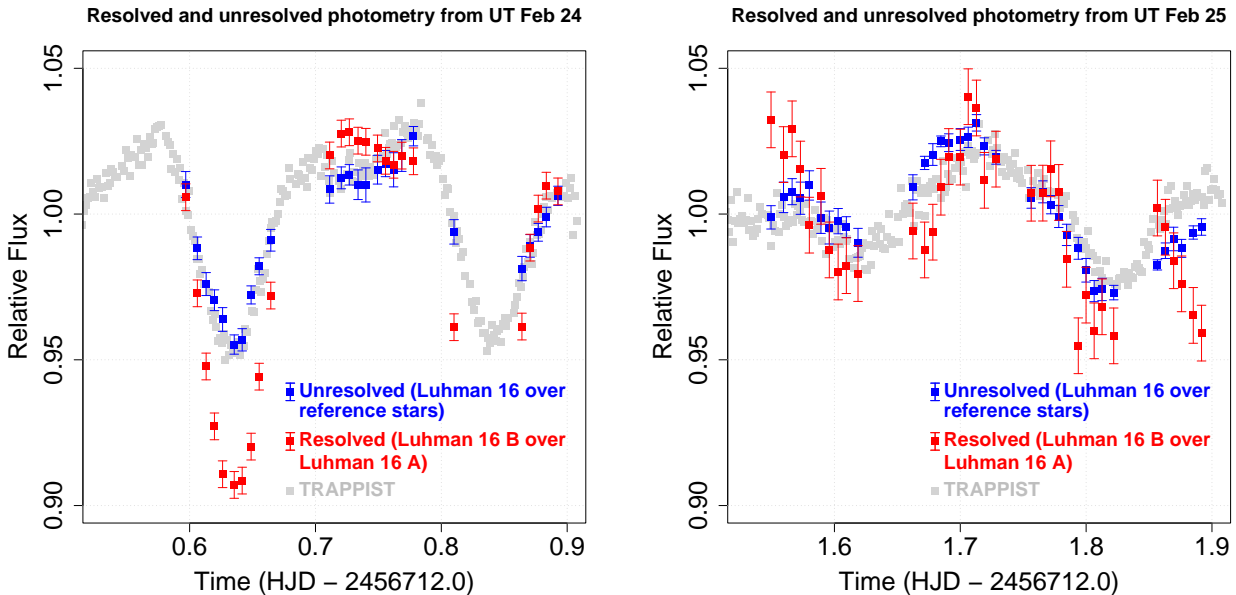 Resolved and unresolved photometry from UT Feb 24
Relative Flux
1.05
1.00
0.95
0.90
Unresolved (Luhman 16 over
reference stars)
Resolved (Luhman 16 B over
Luhman 16 A)
TRAPPIST
0.6 0.7 0.8 0.9
Time (HJD − 2456712.0)
Resolved and unresolved photometry from UT Feb 25
Relative Flux
1.05
1.00
0.95
0.90
Unresolved (Luhman 16 over
reference stars)
Resolved (Luhman 16 B over
Luhman 16 A)
TRAPPIST
1.6 1.7 1.8 1.9
Time (HJD − 2456712.0)